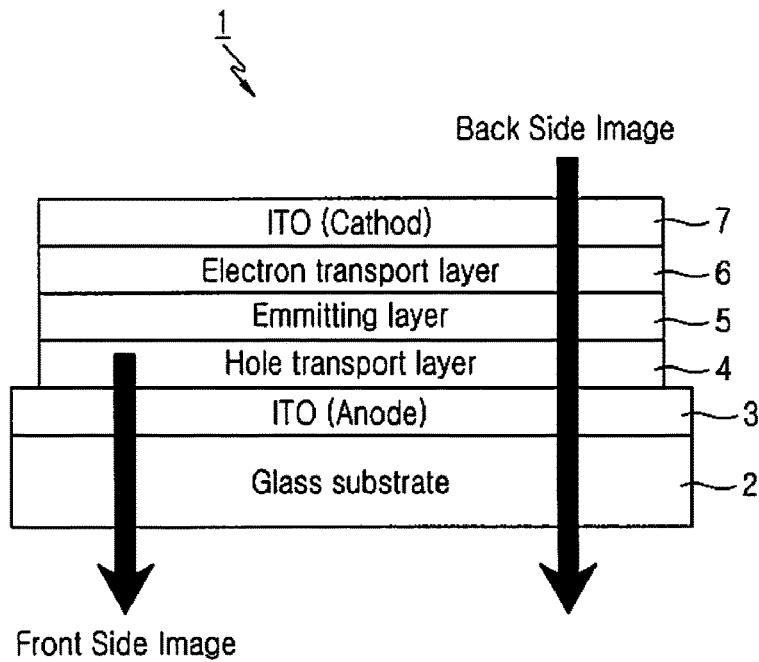 1
Back Side Image
ITO (Cathod)
7
Electron transport layer
6
Emmitting layer
5
Hole transport layer
4
ITO (Anode)
3
Glass substrate
2
Front Side Image